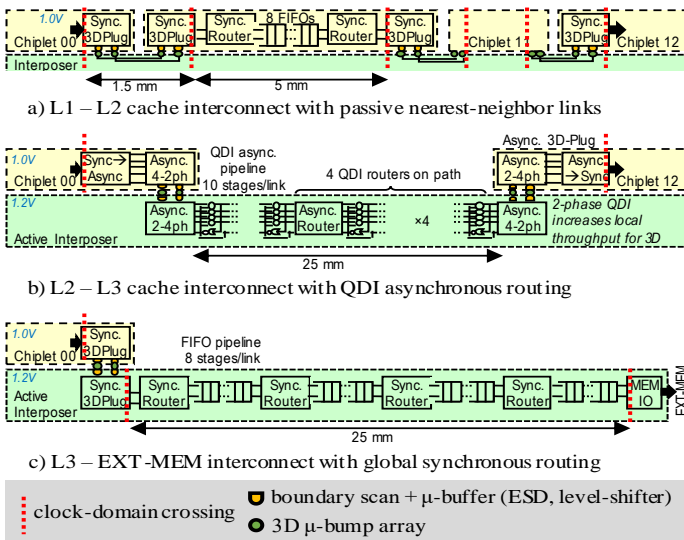 1.0V
Chiplet 00
Sync.
3DPlug
Sync.
3DPlug
Sync.
Router
8 FIFOs
Sync.
Router
Sync.
3DPlug
Chiplet 11
Sync.
3DPlug
Chiplet 12
Interposer
1.5 mm
5 mm
a) L1 – L2 cache interconnect with passive nearest-neighbor links
1.0V
Chiplet 00
Sync→
Async
Async.
4-2ph
QDI async.
pipeline
10 stages/link
4 QDI routers on path
Async. 3D-Plug
Async.
2-4ph
Async
→Sync
Chiplet 12
1.2V
Active Interposer
Async.
2-4ph
Async.
Router
×4
Async.
4-2ph
2-phase QDI
increases local
throughput for 3D
25 mm
b) L2 – L3 cache interconnect with QDI asynchronous routing
1.0V
Chiplet 00
Sync.
3DPlug
FIFO pipeline
8 stages/link
1.2V
Active
Interposer
Sync.
3DPlug
Sync.
Router
Sync.
Router
Sync.
Router
Sync.
Router
MEM
IO
EXT-MEM
25 mm
c) L3 – EXT-MEM interconnect with global synchronous routing
clock-domain crossing
boundary scan + μ-buffer (ESD, level-shifter)
3D μ-bump array